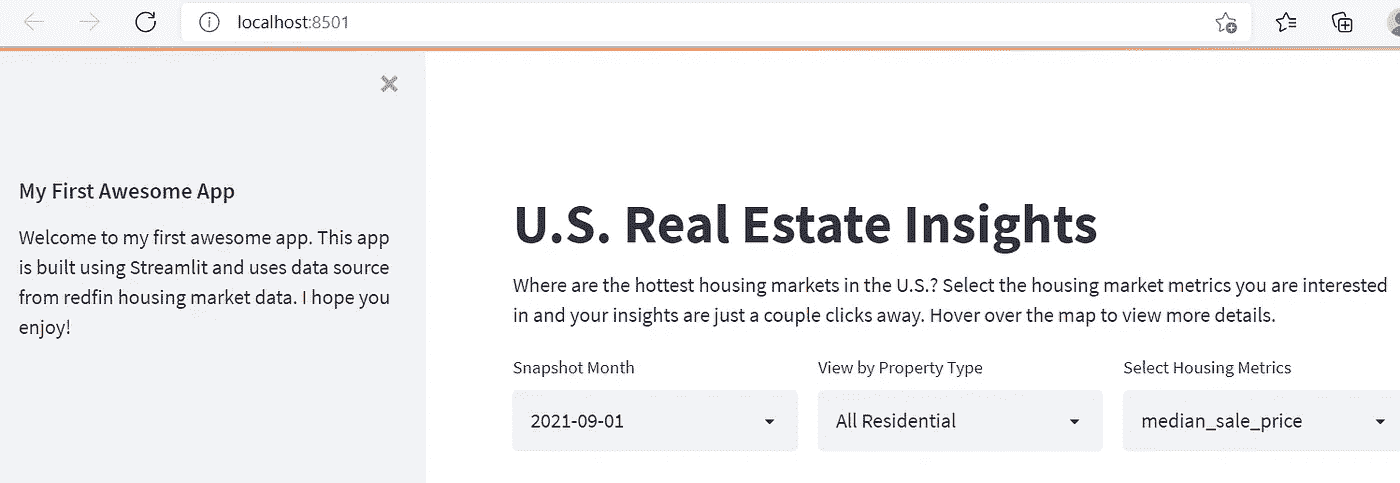 localhost:8501
My First Awesome App
Welcome to my first awesome app. This app
is built using Streamlit and uses data source
from redfin housing market data. I hope you
enjoy!
U.S. Real Estate Insights
Where are the hottest housing markets in the U.S.? Select the housing market metrics you are interested
in and your insights are just a couple clicks away. Hover over the map to view more details.
Snapshot Month
View by Property Type
Select Housing Metrics
2021-09-01
All Residential
median_sale_price